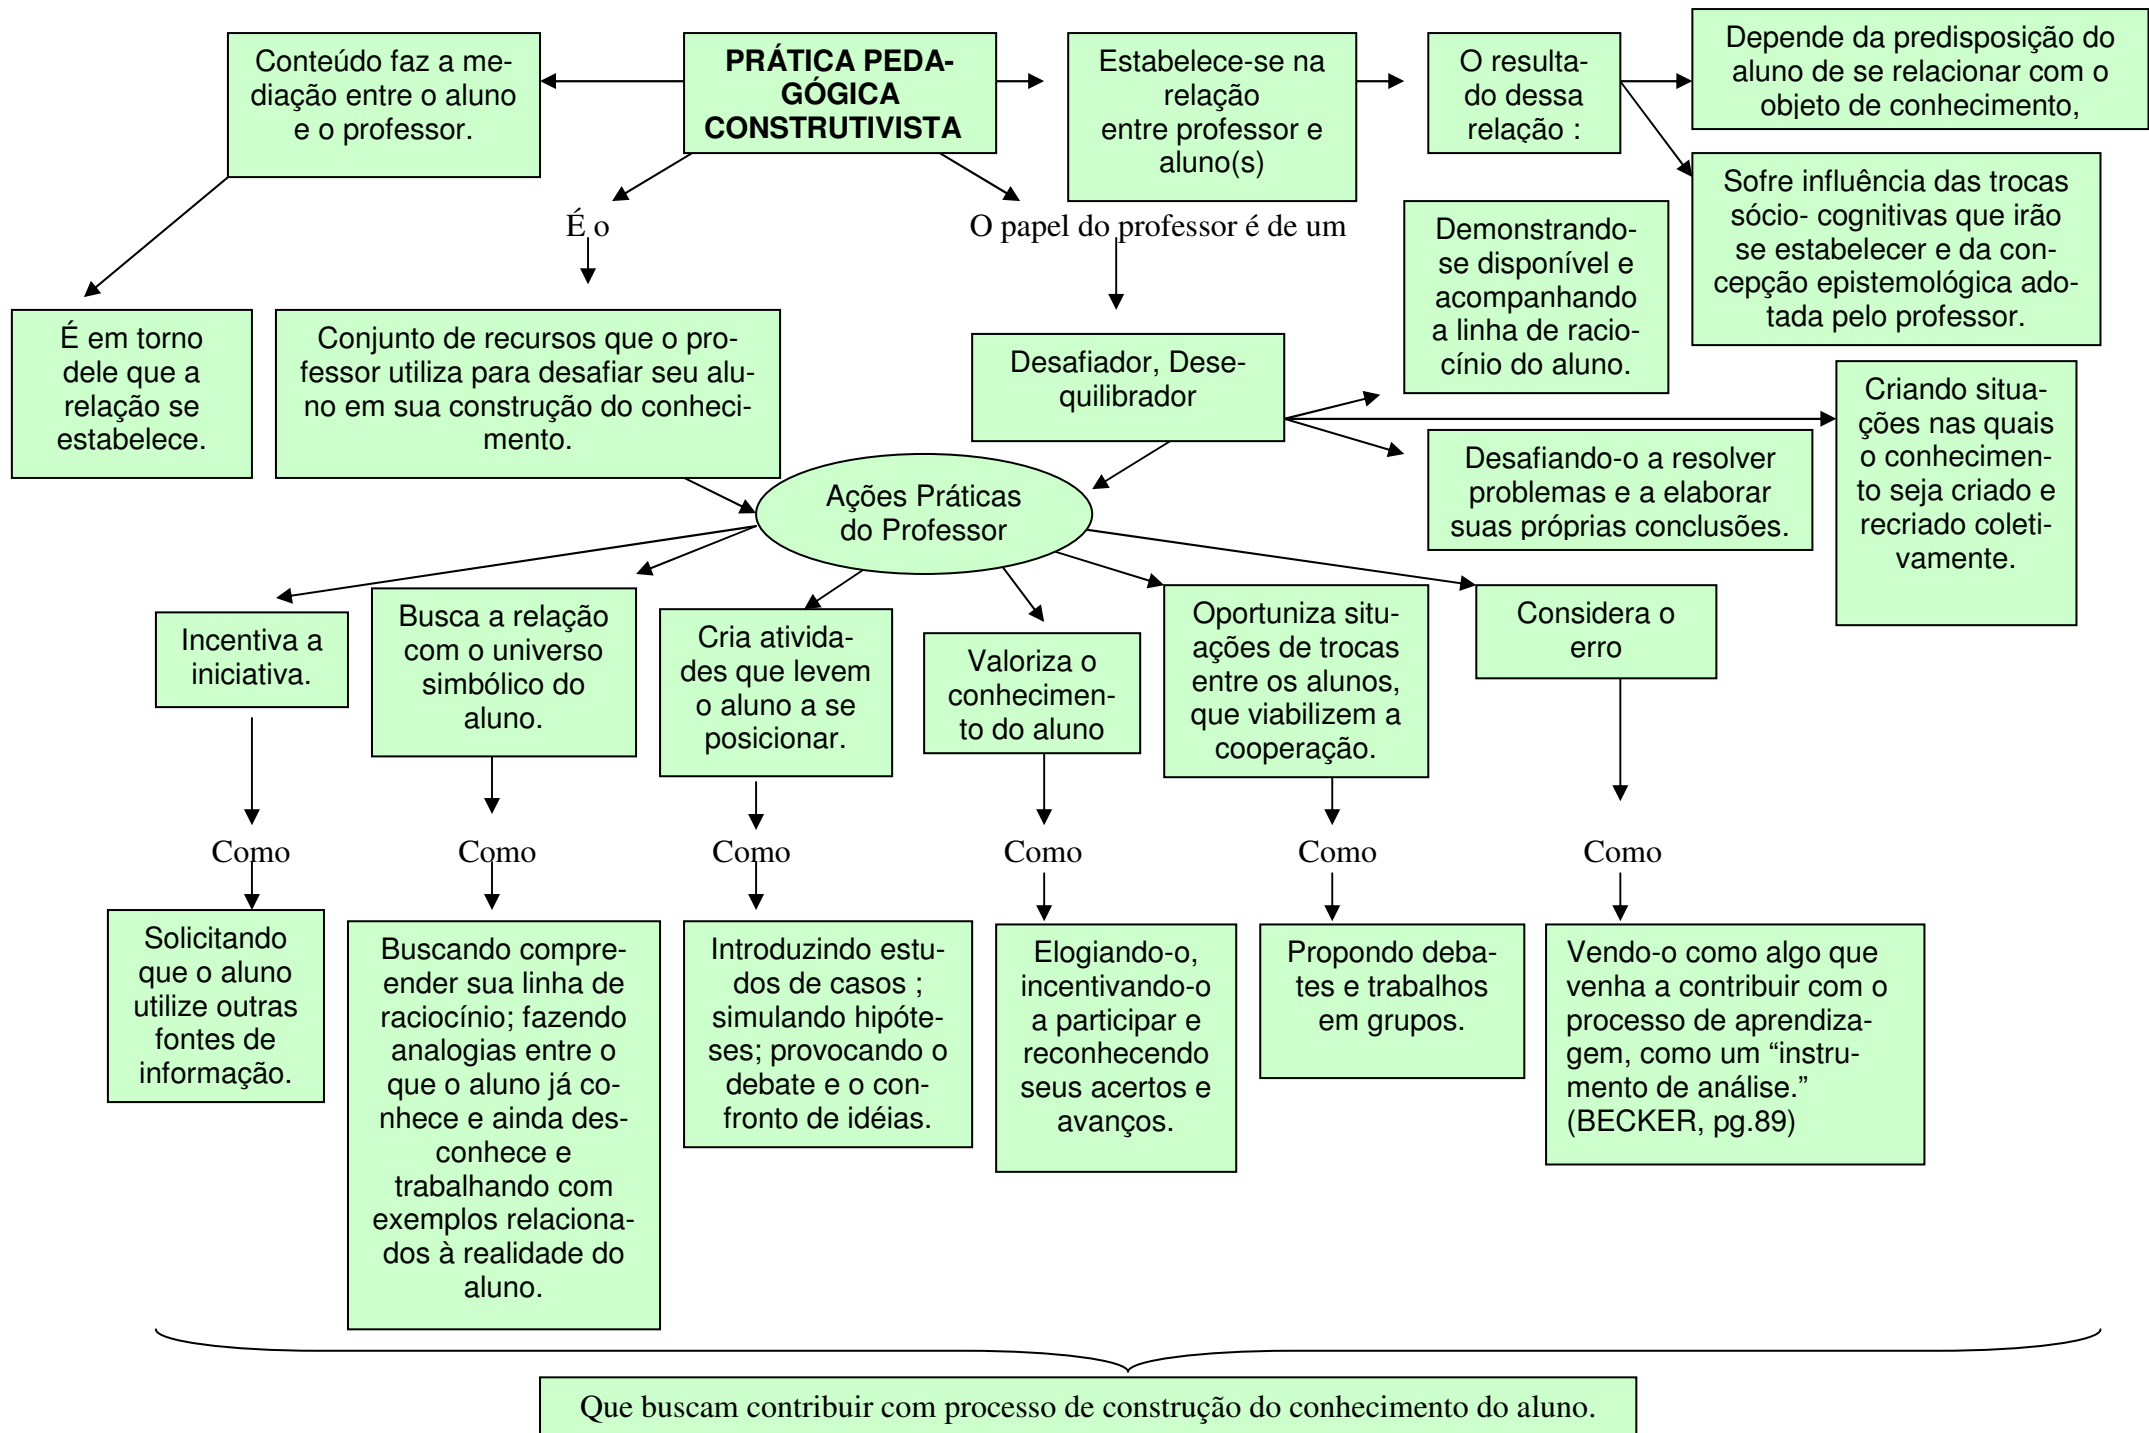 Conteúdo faz a me-
diação entre o aluno
e o professor.
PRÁTICA PEDA-
GÓGICA
CONSTRUTIVISTA
Estabelece-se na
relação
entre professor e
aluno(s)
O resulta-
do dessa
relação :
Depende da predisposição do
aluno de se relacionar com o
objeto de conhecimento,
Sofre influência das trocas
sócio- cognitivas que irão
se estabelecer e da con-
cepção epistemológica ado-
tada pelo professor.
É o
O papel do professor é de um
Demonstrando-
se disponível e
acompanhando
a linha de racio-
cínio do aluno.
É em torno
dele que a
relação se
estabelece.
Conjunto de recursos que o pro-
fessor utiliza para desafiar seu alu-
no em sua construção do conheci-
mento.
Desafiador, Dese-
quilibrador
Criando situa-
ções nas quais
o conhecimen-
to seja criado e
recriado coleti-
vamente.
Desafiando-o a resolver
problemas e a elaborar
suas próprias conclusões.
Ações Práticas
do Professor
Incentiva a
iniciativa.
Busca a relação
com o universo
simbólico do
aluno.
Cria ativida-
des que levem
o aluno a se
posicionar.
Valoriza o
conhecimen-
to do aluno
Oportuniza situ-
ações de trocas
entre os alunos,
que viabilizem a
cooperação.
Considera o
erro
Como
Como
Como
Como
Como
Como
Solicitando
que o aluno
utilize outras
fontes de
informação.
Buscando compre-
ender sua linha de
raciocínio; fazendo
analogias entre o
que o aluno já co-
nhece e ainda des-
conhece e
trabalhando com
exemplos relaciona-
dos à realidade do
aluno.
Introduzindo estu-
dos de casos ;
simulando hipóte-
ses; provocando o
debate e o con-
fronto de idéias.
Elogiando-o,
incentivando-o
a participar e
reconhecendo
seus acertos e
avanços.
Propondo deba-
tes e trabalhos
em grupos.
Vendo-o como algo que
venha a contribuir com o
processo de aprendiza-
gem, como um “instru-
mento de análise.”
(BECKER, pg.89)
Que buscam contribuir com processo de construção do conhecimento do aluno.